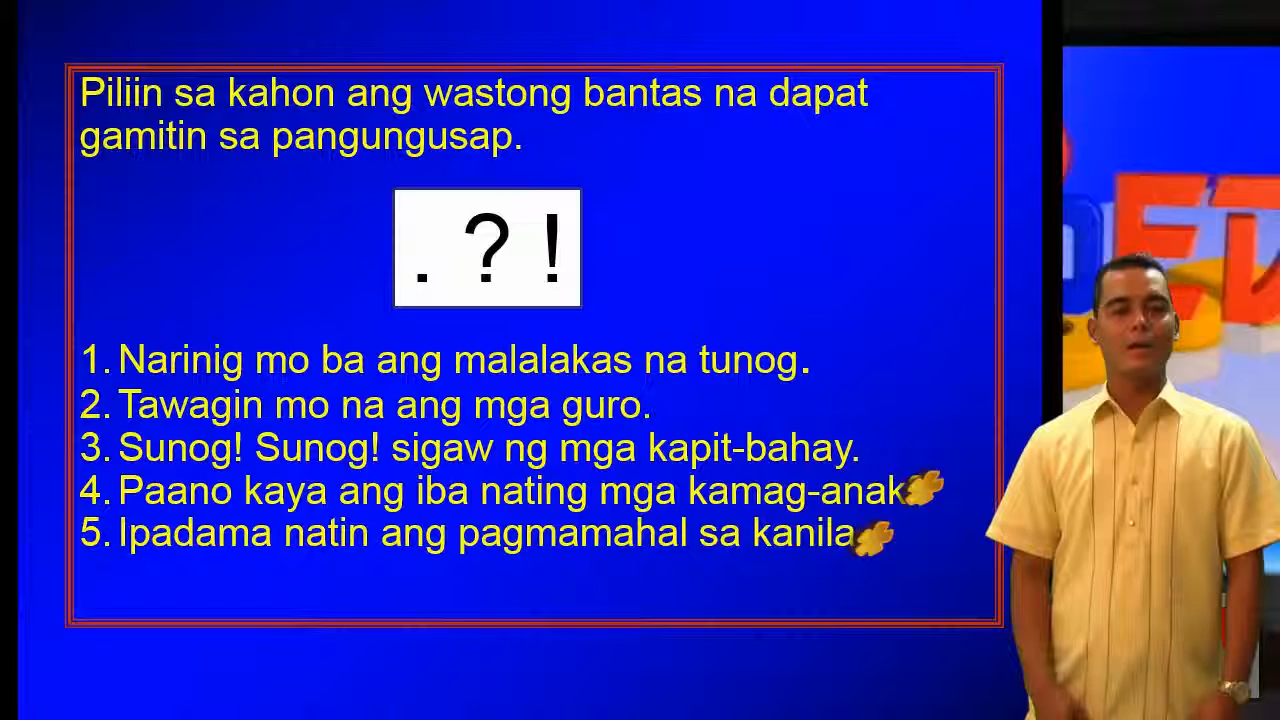 Piliin sa kahon ang wastong bantas na dapat
gamitin sa pangungusap.
. ? !
1. Narinig mo ba ang malalakas na tunog.
2. Tawagin mo na ang mga guro.
3. Sunog! Sunog! sigaw ng mga kapit-bahay.
4. Paano kaya ang iba nating mga kamag-anak
5. Ipadama natin ang pagmamahal sa kanila